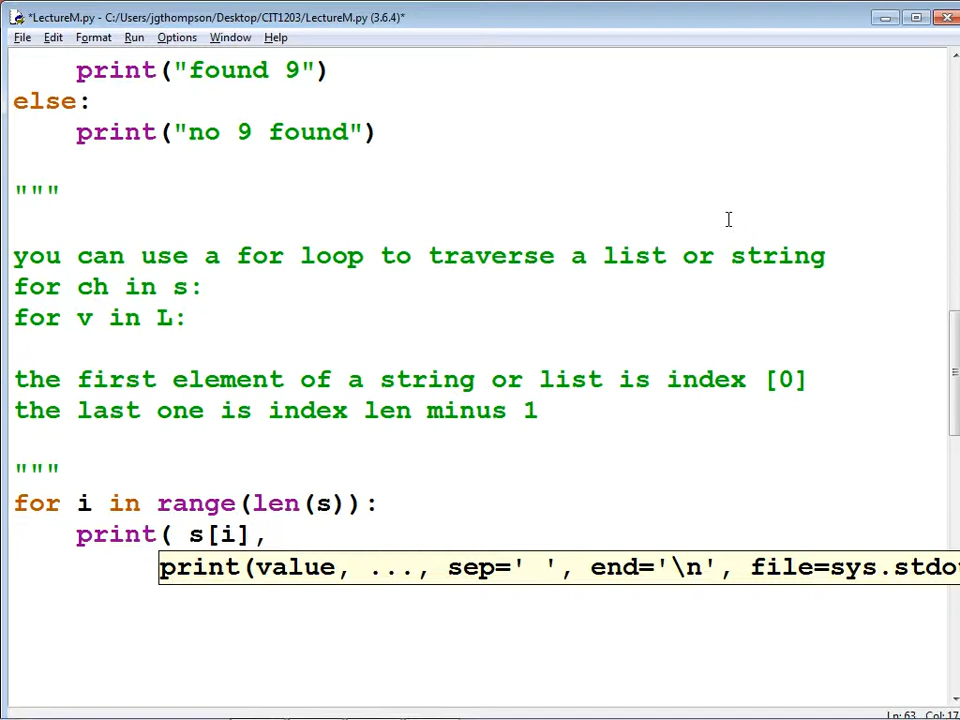 *LectureM.py - C:/Users/jgthompson/Desktop/CIT1203/LectureM.py (3.6.4)*
File Edit Format Run Options Window Help
print("found 9")
else:
print("no 9 found")
"""
you can use a for loop to traverse a list or string
for ch in s:
for v in L:
the first element of a string or list is index [0]
the last one is index len minus 1
"""
for i in range(len(s)):
print( s[i],
print(value, ..., sep=' ', end='\n', file=sys.stdo
Ln: 63 Col: 17